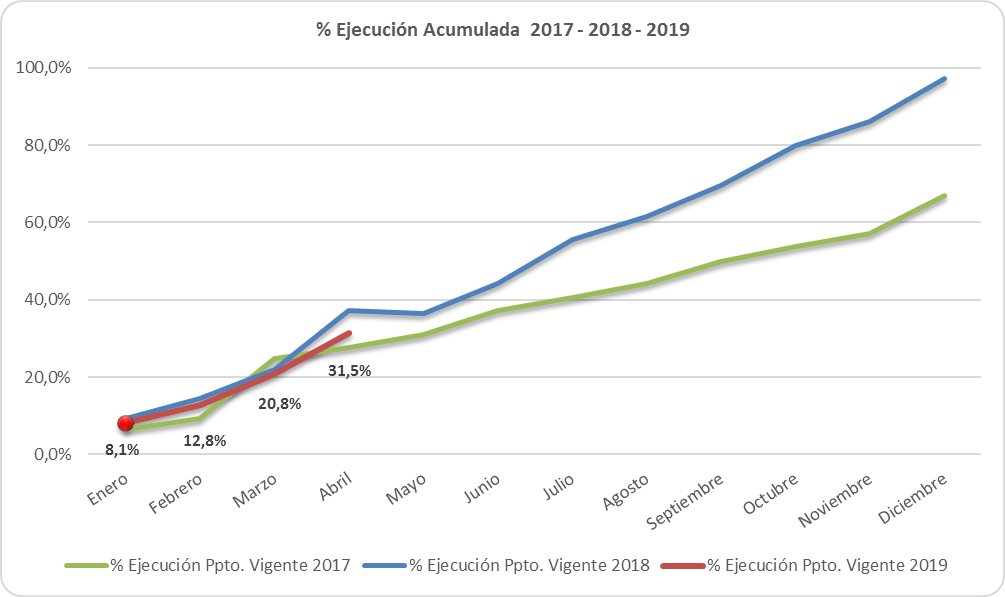 % Ejecución Acumulada 2017 - 2018 - 2019
100,0%
80,0%
60,0%
40,0%
20,0%
0,0%
8,1%
12,8%
20,8%
31,5%
Enero
Febrero
Marzo
Abril
Mayo
Junio
Julio
Agosto
Septiembre
Octubre
Noviembre
Diciembre
% Ejecución Ppto. Vigente 2017
% Ejecución Ppto. Vigente 2018
% Ejecución Ppto. Vigente 2019